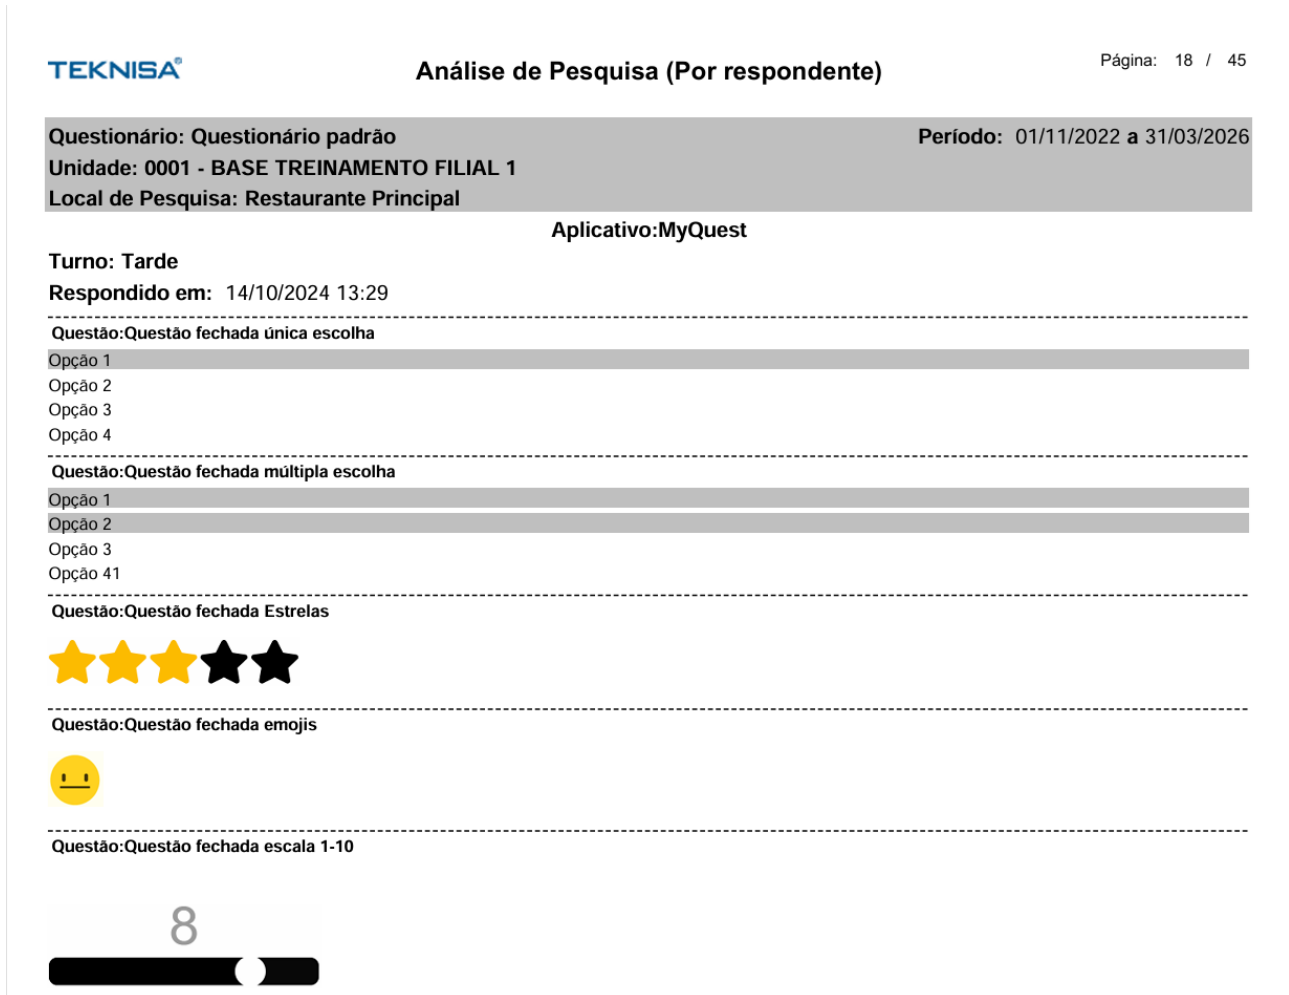 TEKNISA®
Análise de Pesquisa (Por respondente)
Página: 18 / 45
Questionário: Questionário padrão
Período: 01/11/2022 a 31/03/2026
Unidade: 0001 - BASE TREINAMENTO FILIAL 1
Local de Pesquisa: Restaurante Principal
Aplicativo:MyQuest
Turno: Tarde
Respondido em: 14/10/2024 13:29
Questão:Questão fechada única escolha
Opção 1
Opção 2
Opção 3
Opção 4
Questão:Questão fechada múltipla escolha
Opção 1
Opção 2
Opção 3
Opção 41
Questão:Questão fechada Estrelas
Questão:Questão fechada emojis
Questão:Questão fechada escala 1-10
8